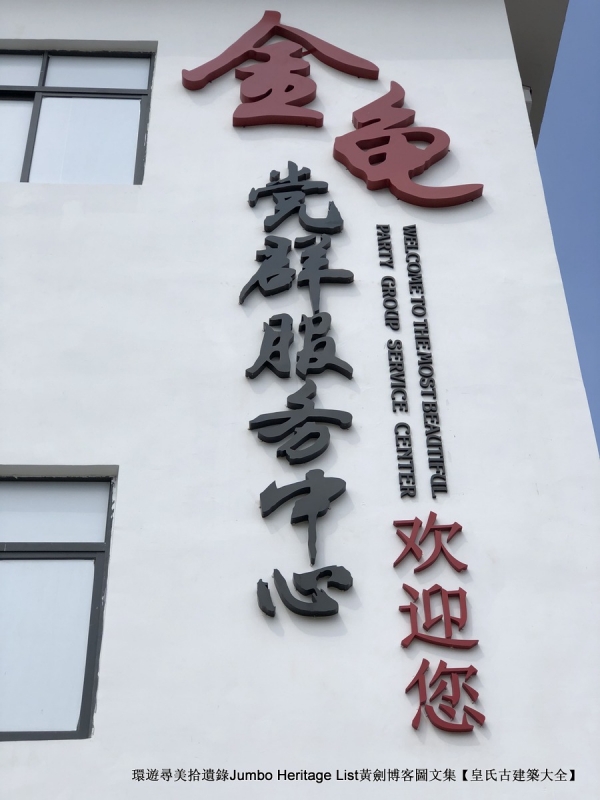 金龟
党群服务中心
WELCOME TO THE MOST BEAUTIFUL
PARTY GROUP SERVICE CENTER
欢迎您
環遊尋美拾遺錄Jumbo Heritage List黃劍博客圖文集【皇氏古建築大全】